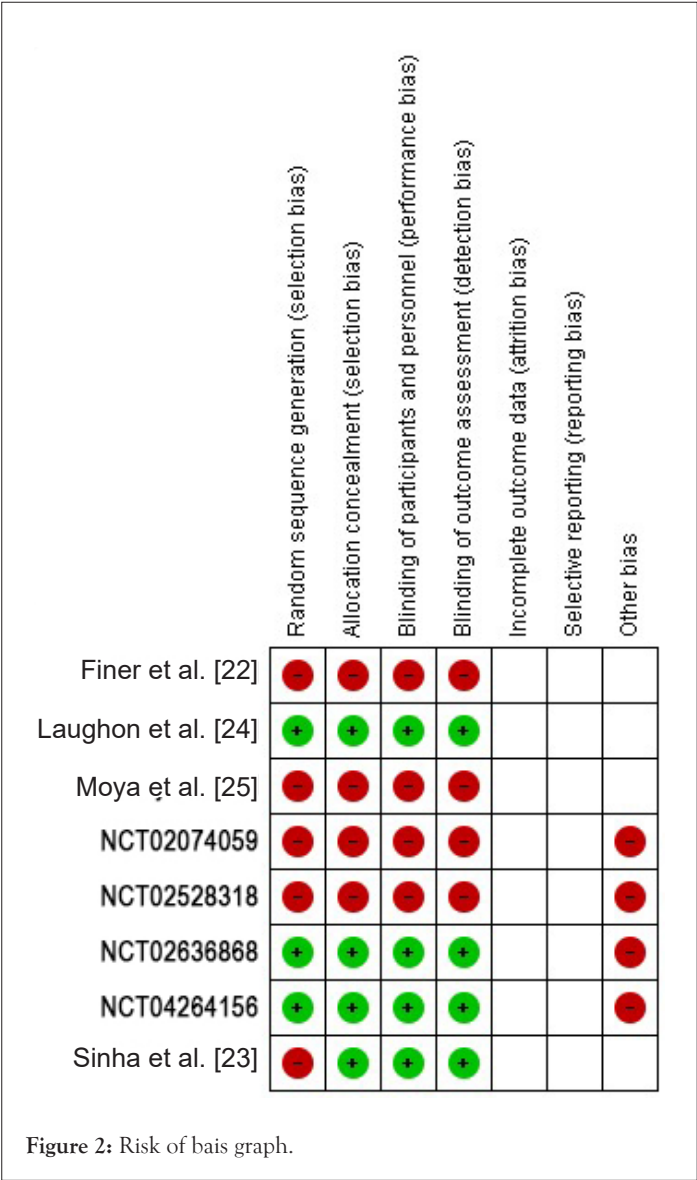 Random sequence generation (selection bias)
Allocation concealment (selection bias)
Blinding of participants and personnel (performance bias)
Blinding of outcome assessment (detection bias)
Incomplete outcome data (attrition bias)
Selective reporting (reporting bias)
Other bias
Finer et al. [22] - - - -
Laughon et al. [24] + + + +
Moya et al. [25] - - - -
NCT02074059 - - - - -
NCT02528318 - - - - -
NCT02636868 + + + + -
NCT04264156 + + + + -
Sinha et al. [23] - + + +
Figure 2: Risk of bais graph.